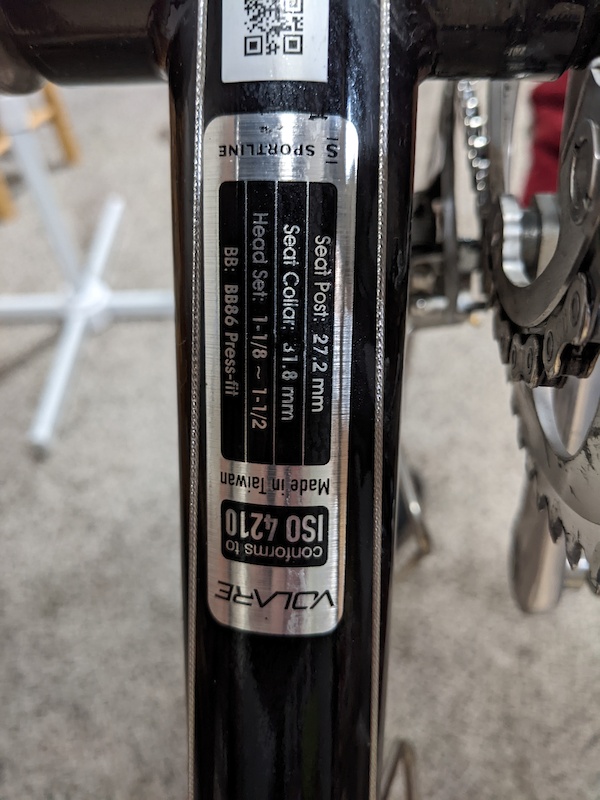 VOLARE
conforms to
ISO 4210
Made in Taiwan
Seat Post: 27,2 mm
Seat Collar: 31.8 mm
Head Set: 1-1/8 ~ 1-1/2
BB: BB86 Press-fit
SPORTLINE